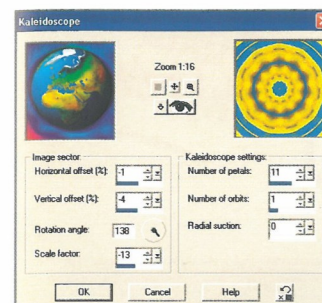 Kaleidoscope
Zoom 1:16
Image sector:
Horizontal offset (%): -1
Vertical offset (%): -4
Rotation angle: 138
Scale factor: -13
Kaleidoscope settings:
Number of petals: 11
Number of orbits: 1
Radial suction: 0
OK Cancel Help